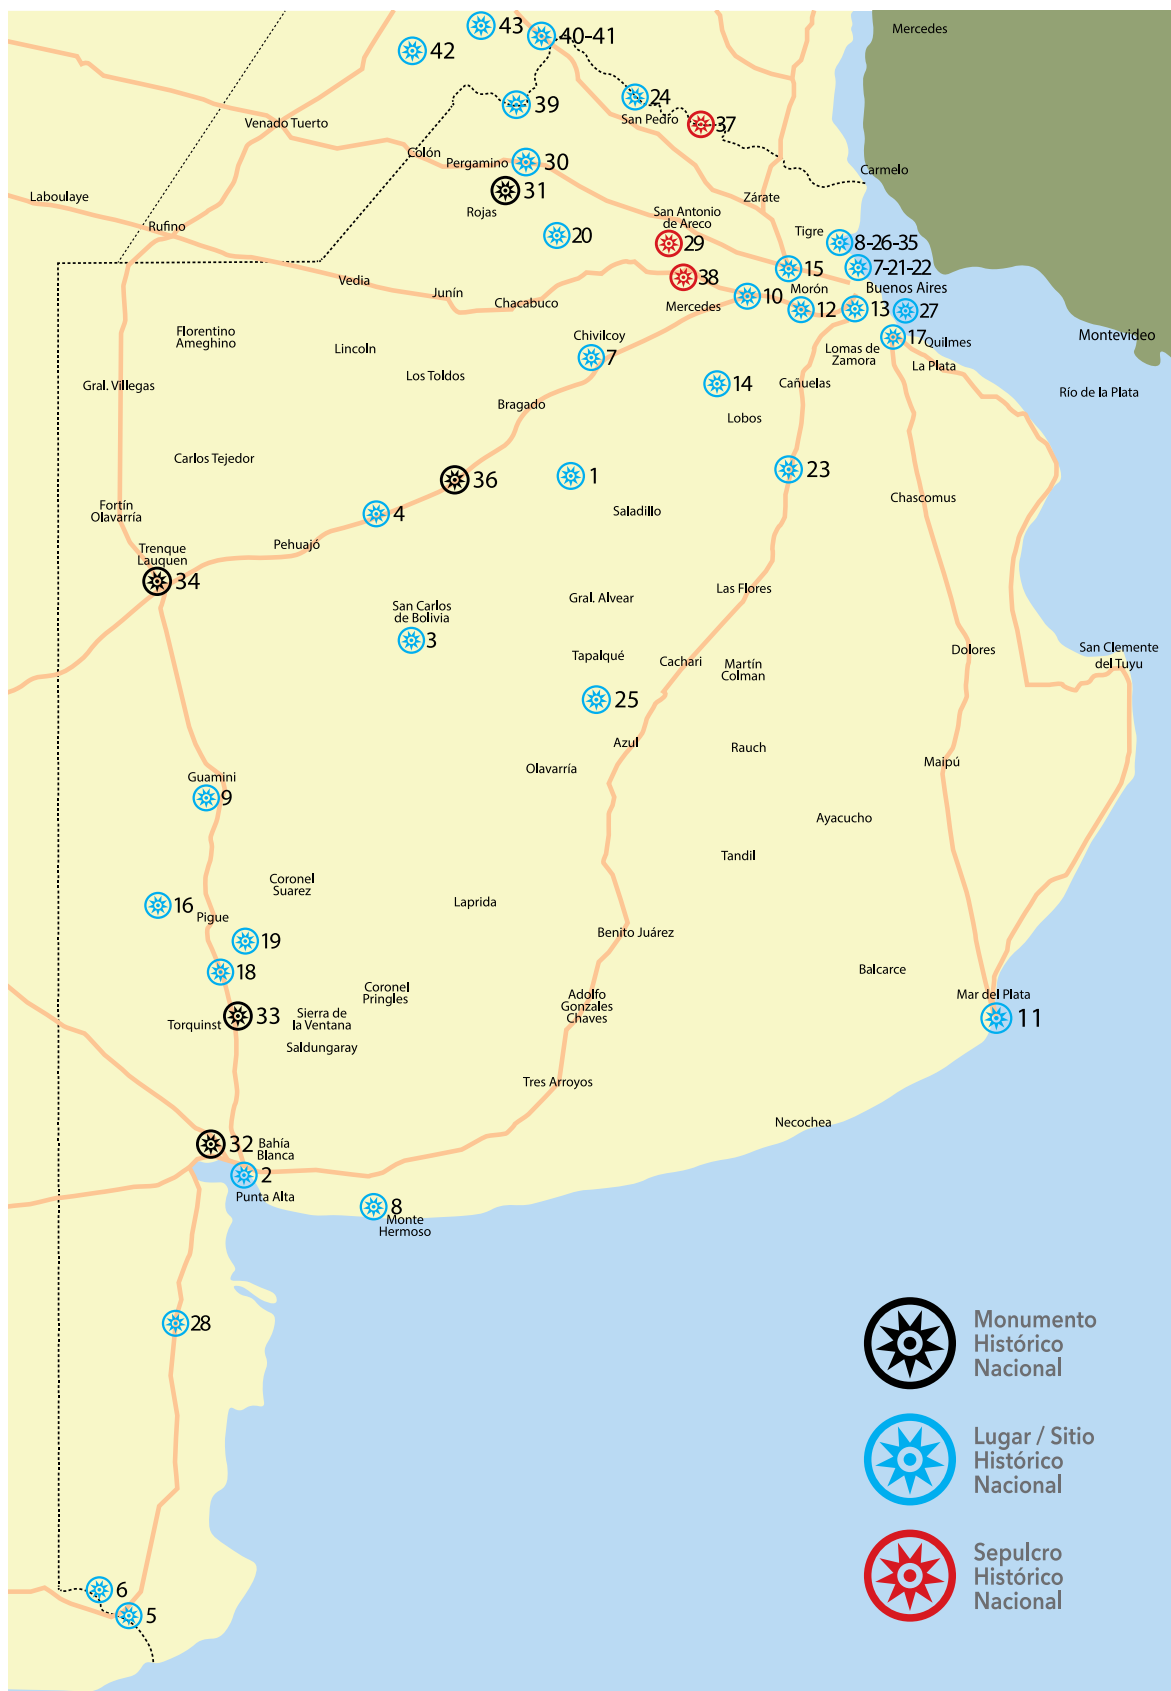 43
40-41
42
Mercedes
24
39
San Pedro
37
Venado Tuerto
Colón
Pergamino
30
Carmelo
Laboulaye
31
Zárate
Rojas
San Antonio
de Areco
Rufino
Tigre
20
29
8-26-35
15
7-21-22
Vedia
38
Morón
Buenos Aires
Junín
Chacabuco
Mercedes
10
12
13
27
Florentino
Ameghino
Chivilcoy
Montevideo
Lincoln
7
17
Quilmes
Lomas de
Zamora
La Plata
Los Toldos
Gral. Villegas
14
Cañuelas
Río de la Plata
Bragado
Lobos
Carlos Tejedor
36
1
23
Chascomus
Fortín
Olavarría
4
Saladillo
Trenque
Lauquen
Pehuajó
34
Las Flores
San Carlos
de Bolivia
Gral. Alvear
3
Dolores
San Clemente
del Tuyu
Tapalqué
Cachari
Martín
Colman
25
Azul
Rauch
Olavarría
Maipú
Guamini
9
Ayacucho
Tandil
Coronel
Suarez
16
Pigue
Laprida
19
Benito Juárez
18
Balcarce
Coronel
Pringles
Adolfo
Gonzales
Chaves
Mar del Plata
33
Torquinst
Sierra de
la Ventana
11
Saldungaray
Tres Arroyos
Necochea
32
Bahía
Blanca
2
Punta Alta
8
Monte
Hermoso
28
Monumento
Histórico
Nacional
Lugar / Sitio
Histórico
Nacional
Sepulcro
Histórico
Nacional
6
5